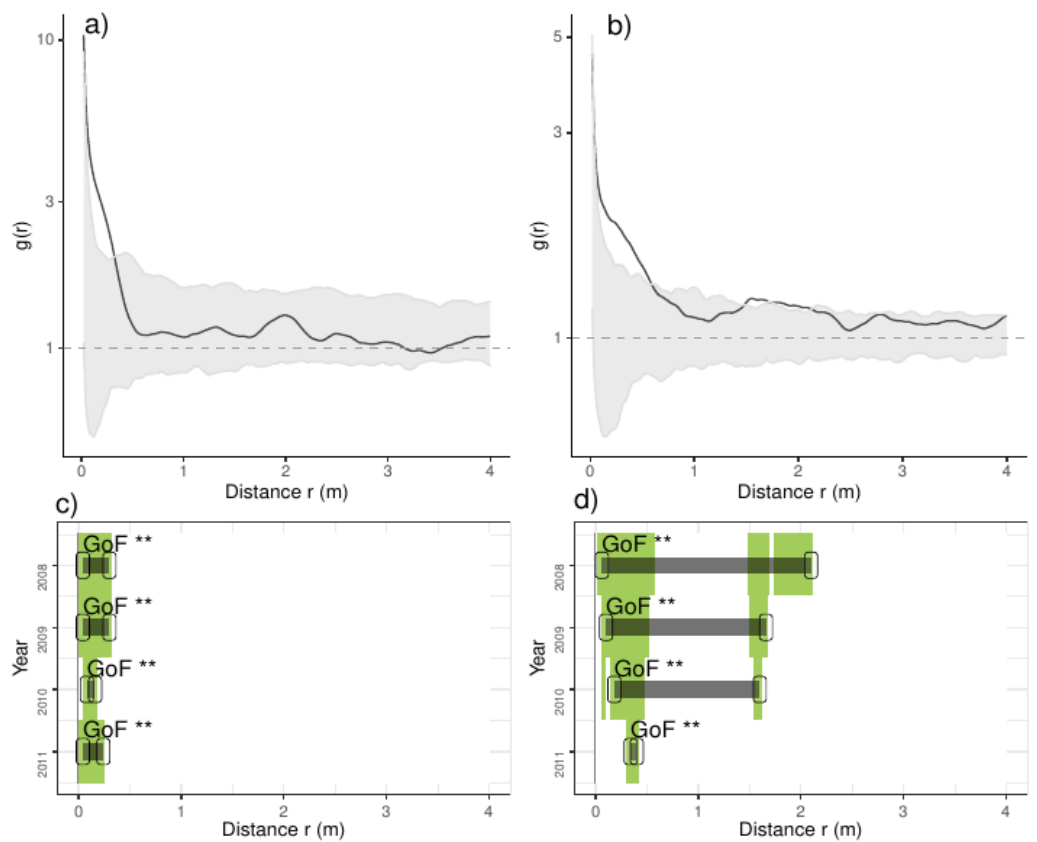 a)
10
3
1
g(r)
0 1 2 3 4
Distance r (m)
b)
5
3
1
g(r)
0 1 2 3 4
Distance r (m)
c)
GoF **
GoF **
GoF **
GoF **
2008
2009
2010
2011
Year
0 1 2 3 4
Distance r (m)
d)
GoF **
GoF **
GoF **
GoF **
2008
2009
2010
2011
Year
0 1 2 3 4
Distance r (m)